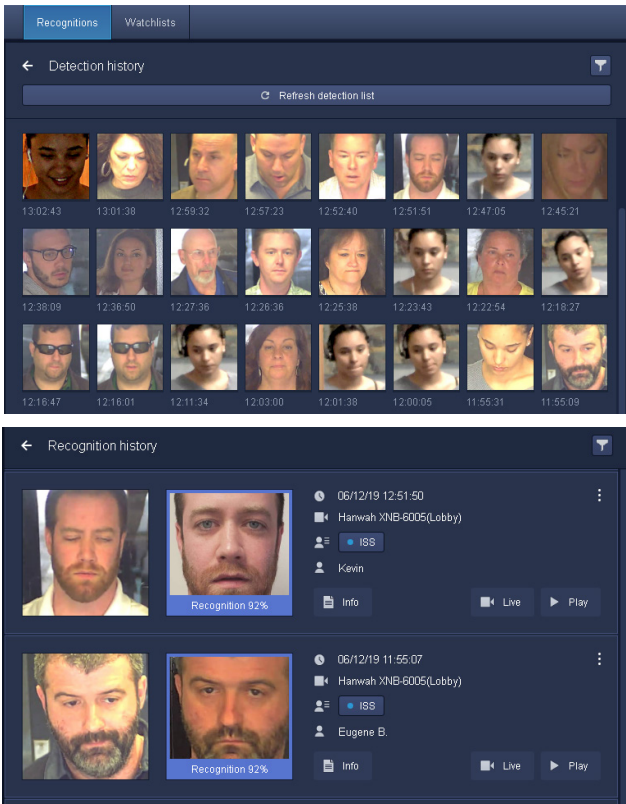 Recognitions Watchlists
Detection history
Refresh detection list
13:02:43 13:01:38 12:59:32 12:57:23 12:52:40 12:51:51 12:47:05 12:45:21
12:38:09 12:36:50 12:27:36 12:26:36 12:25:38 12:23:43 12:22:54 12:18:27
12:16:47 12:16:01 12:11:34 12:03:00 12:01:38 12:00:05 11:55:31 11:55:09
Recognition history
06/12/19 12:51:50
Hanwah XNB-6005(Lobby)
ISS
Kevin
Recognition 92% Info Live Play
06/12/19 11:55:07
Hanwah XNB-6005(Lobby)
ISS
Eugene B.
Recognition 92% Info Live Play